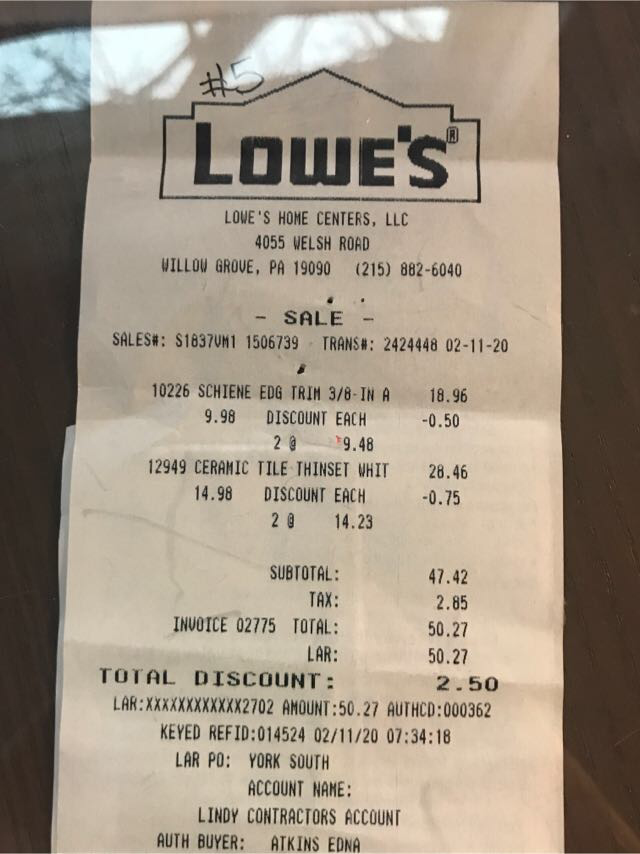 #5
LOWE'S®
LOWE'S HOME CENTERS, LLC
4055 WELSH ROAD
WILLOW GROVE, PA 19090 (215) 882-6040
- SALE -
SALES#: S1837VM1 1506739 TRANS#: 2424448 02-11-20
10226 SCHIENE EDG TRIM 3/8-IN A 18.96
9.98 DISCOUNT EACH -0.50
2 @ 9.48
12949 CERAMIC TILE THINSET WHIT 28.46
14.98 DISCOUNT EACH -0.75
2 @ 14.23
SUBTOTAL: 47.42
TAX: 2.85
INVOICE 02775 TOTAL: 50.27
LAR: 50.27
TOTAL DISCOUNT: 2.50
LAR:XXXXXXXXXXXX2702 AMOUNT:50.27 AUTHCD:000362
KEYED REFID:014524 02/11/20 07:34:18
LAR PO: YORK SOUTH
ACCOUNT NAME:
LINDY CONTRACTORS ACCOUNT
AUTH BUYER: ATKINS EDNA